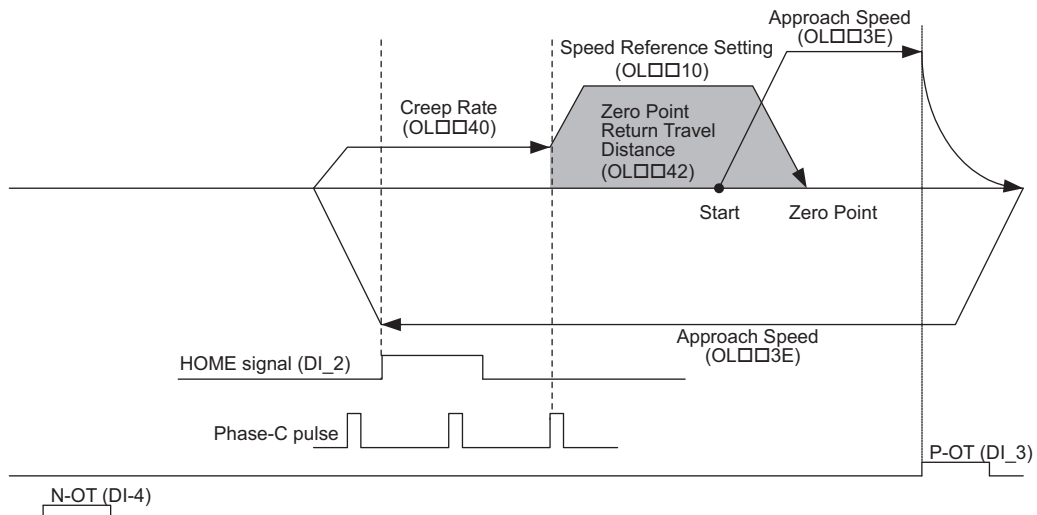 Approach Speed
(OL□□3E)
Speed Reference Setting
(OL□□10)
Creep Rate
(OL□□40)
Zero Point
Return Travel
Distance
(OL□□42)
Start
Zero Point
Approach Speed
(OL□□3E)
HOME signal (DI_2)
Phase-C pulse
P-OT (DI_3)
N-OT (DI-4)